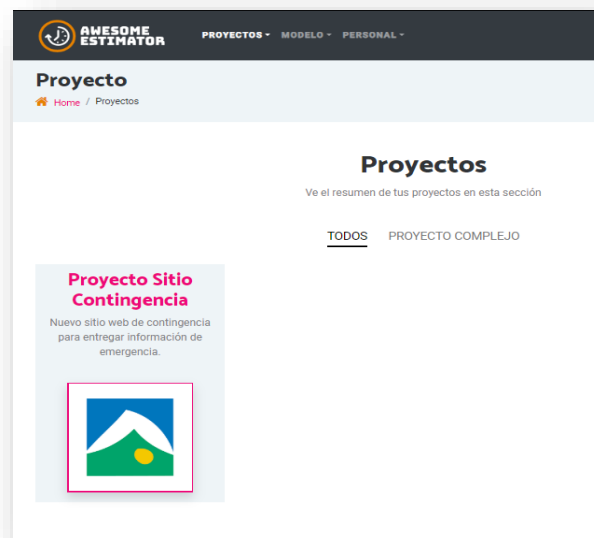 AWESOME
ESTIMATOR
PROYECTOS MODELO PERSONAL
Proyecto
Home / Proyectos
Proyectos
Ve el resumen de tus proyectos en esta sección
TODOS PROYECTO COMPLEJO
Proyecto Sitio
Contingencia
Nuevo sitio web de contingencia
para entregar información de
emergencia.